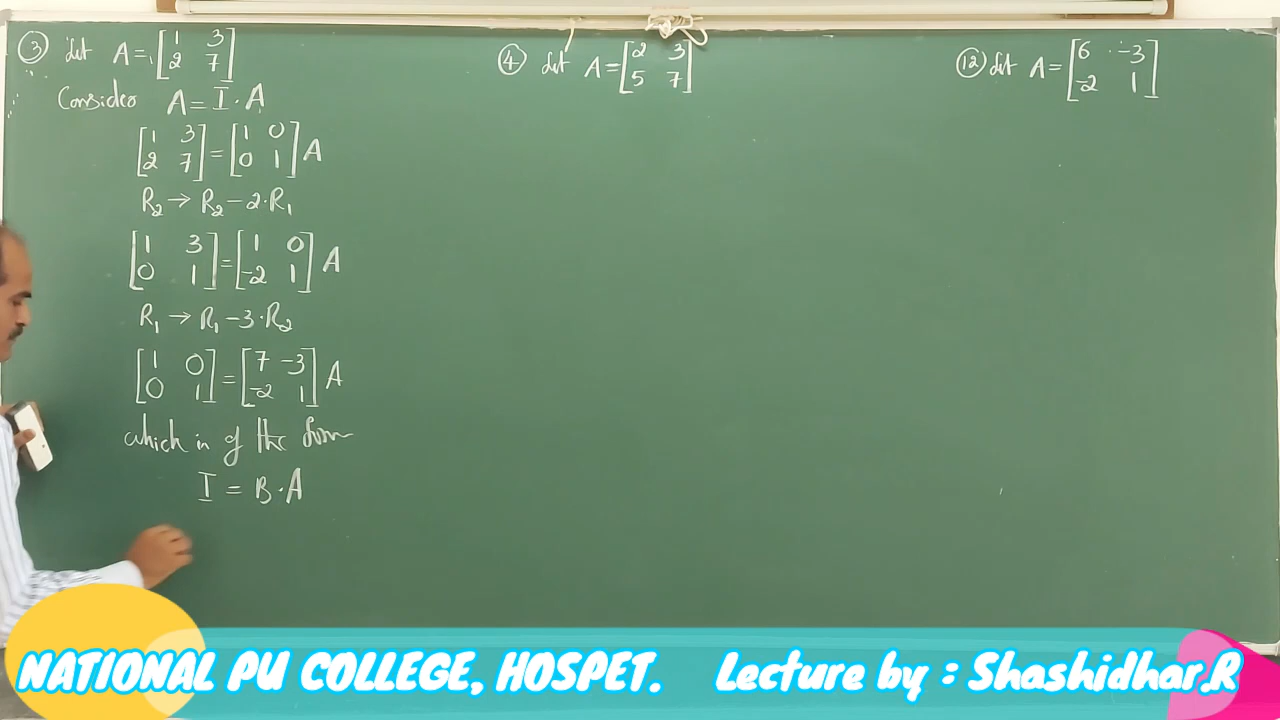 ③ Let A = [1 3
2 7]
Consider A = I · A
[1 3
2 7] = [1 0
0 1] A
R₂ → R₂ − 2·R₁
[1 3
0 1] = [1 0
-2 1] A
R₁ → R₁ − 3·R₂
[1 0
0 1] = [7 -3
-2 1] A
which is of the form
I = B · A
④ Let A = [2 3
5 7]
⑫ Let A = [6 -3
-2 1]
NATIONAL PU COLLEGE, HOSPET. Lecture by : Shashidhar.R